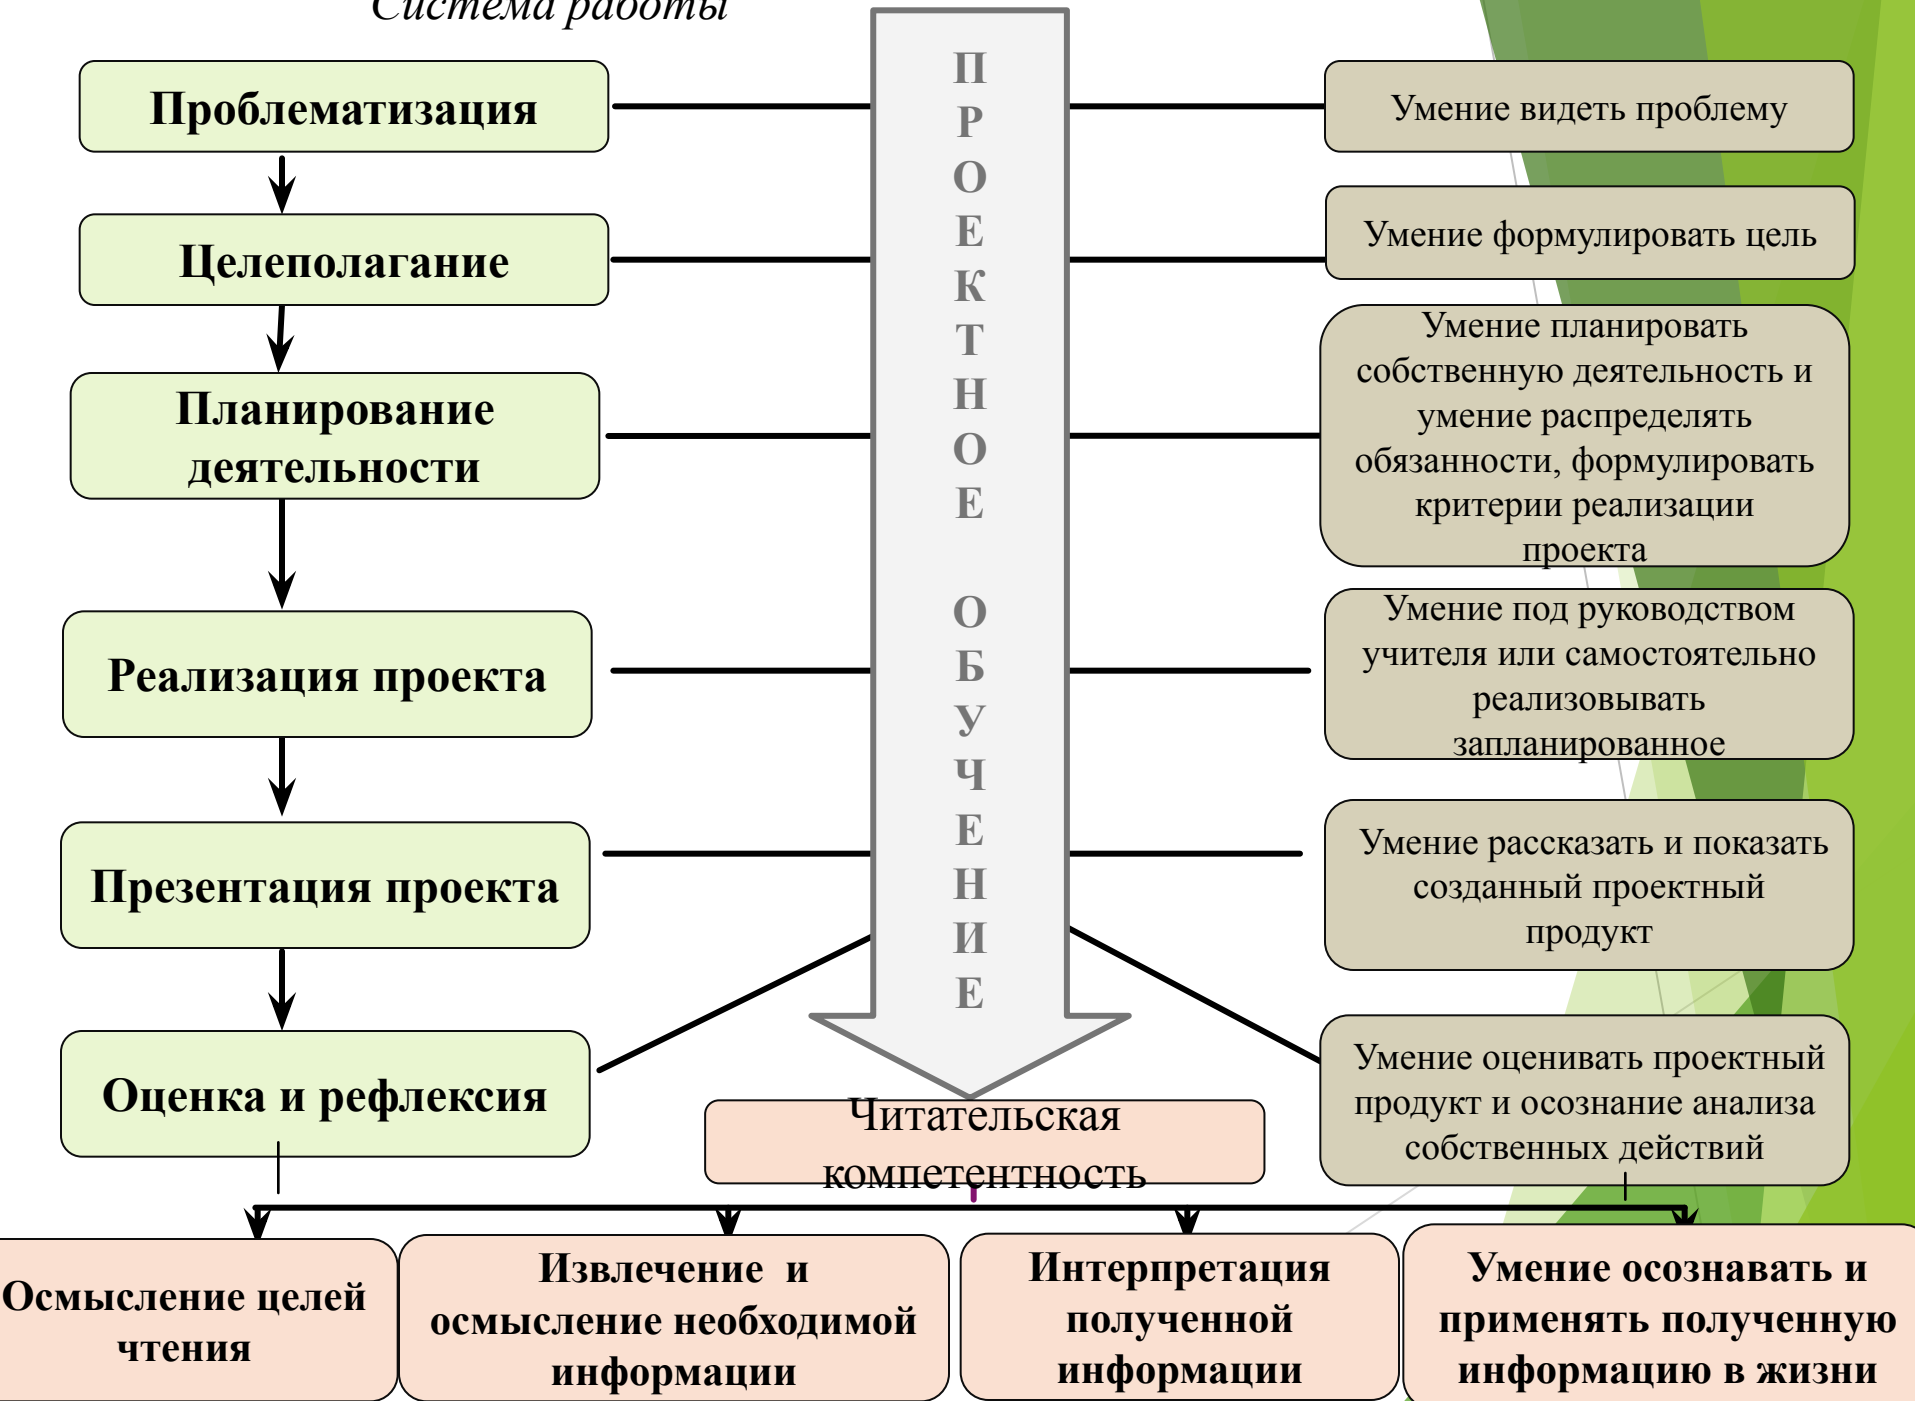 Система работы
Проблематизация
Целеполагание
Планирование
деятельности
Реализация проекта
Презентация проекта
Оценка и рефлексия
П
Р
О
Е
К
Т
Н
О
Е
О
Б
У
Ч
Е
Н
И
Е
Умение видеть проблему
Умение формулировать цель
Умение планировать
собственную деятельность и
умение распределять
обязанности, формулировать
критерии реализации
проекта
Умение под руководством
учителя или самостоятельно
реализовывать
запланированное
Умение рассказать и показать
созданный проектный
продукт
Умение оценивать проектный
продукт и осознание анализа
собственных действий
Читательская
компетентность
Осмысление целей
чтения
Извлечение и
осмысление необходимой
информации
Интерпретация
полученной
информации
Умение осознавать и
применять полученную
информацию в жизни